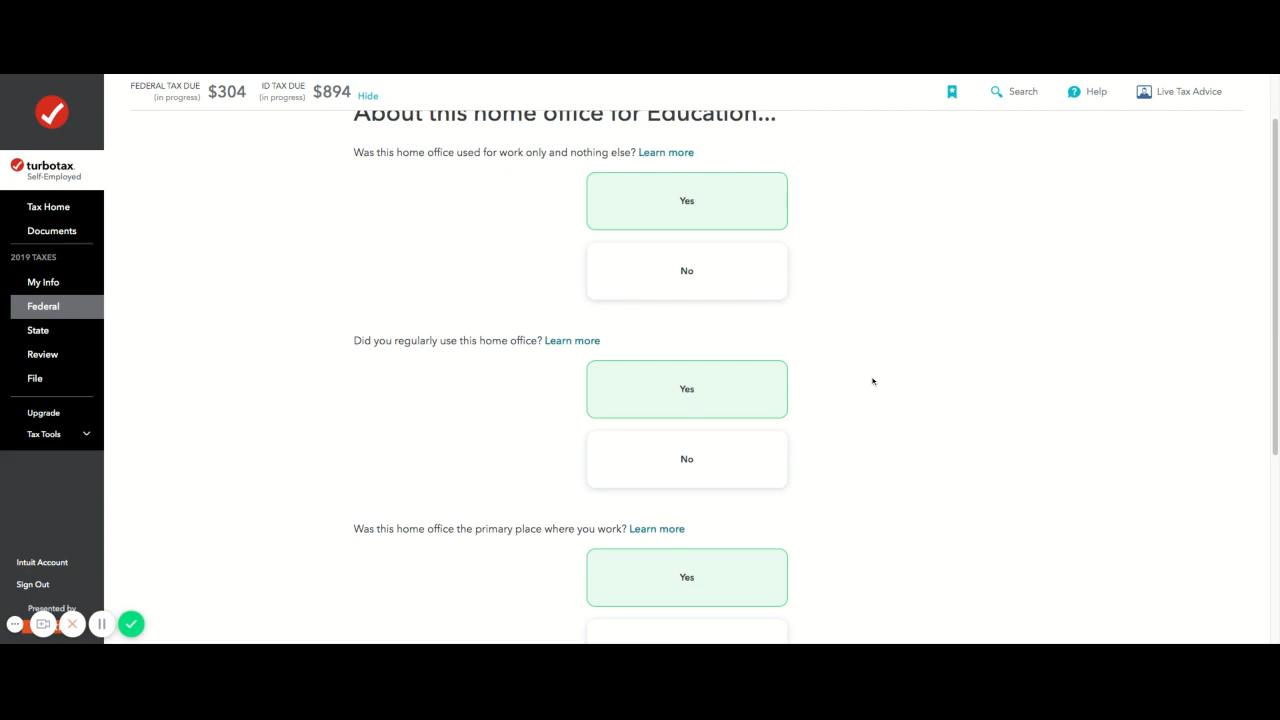 FEDERAL TAX DUE
(in progress)
$304
ID TAX DUE
(in progress)
$894
Hide
Search
Help
Live Tax Advice
turbotax.
Self-Employed
Tax Home
Documents
2019 TAXES
My Info
Federal
State
Review
File
Upgrade
Tax Tools
Intuit Account
Sign Out
Presented by
About this home office for Education...
Was this home office used for work only and nothing else? Learn more
Yes
No
Did you regularly use this home office? Learn more
Yes
No
Was this home office the primary place where you work? Learn more
Yes